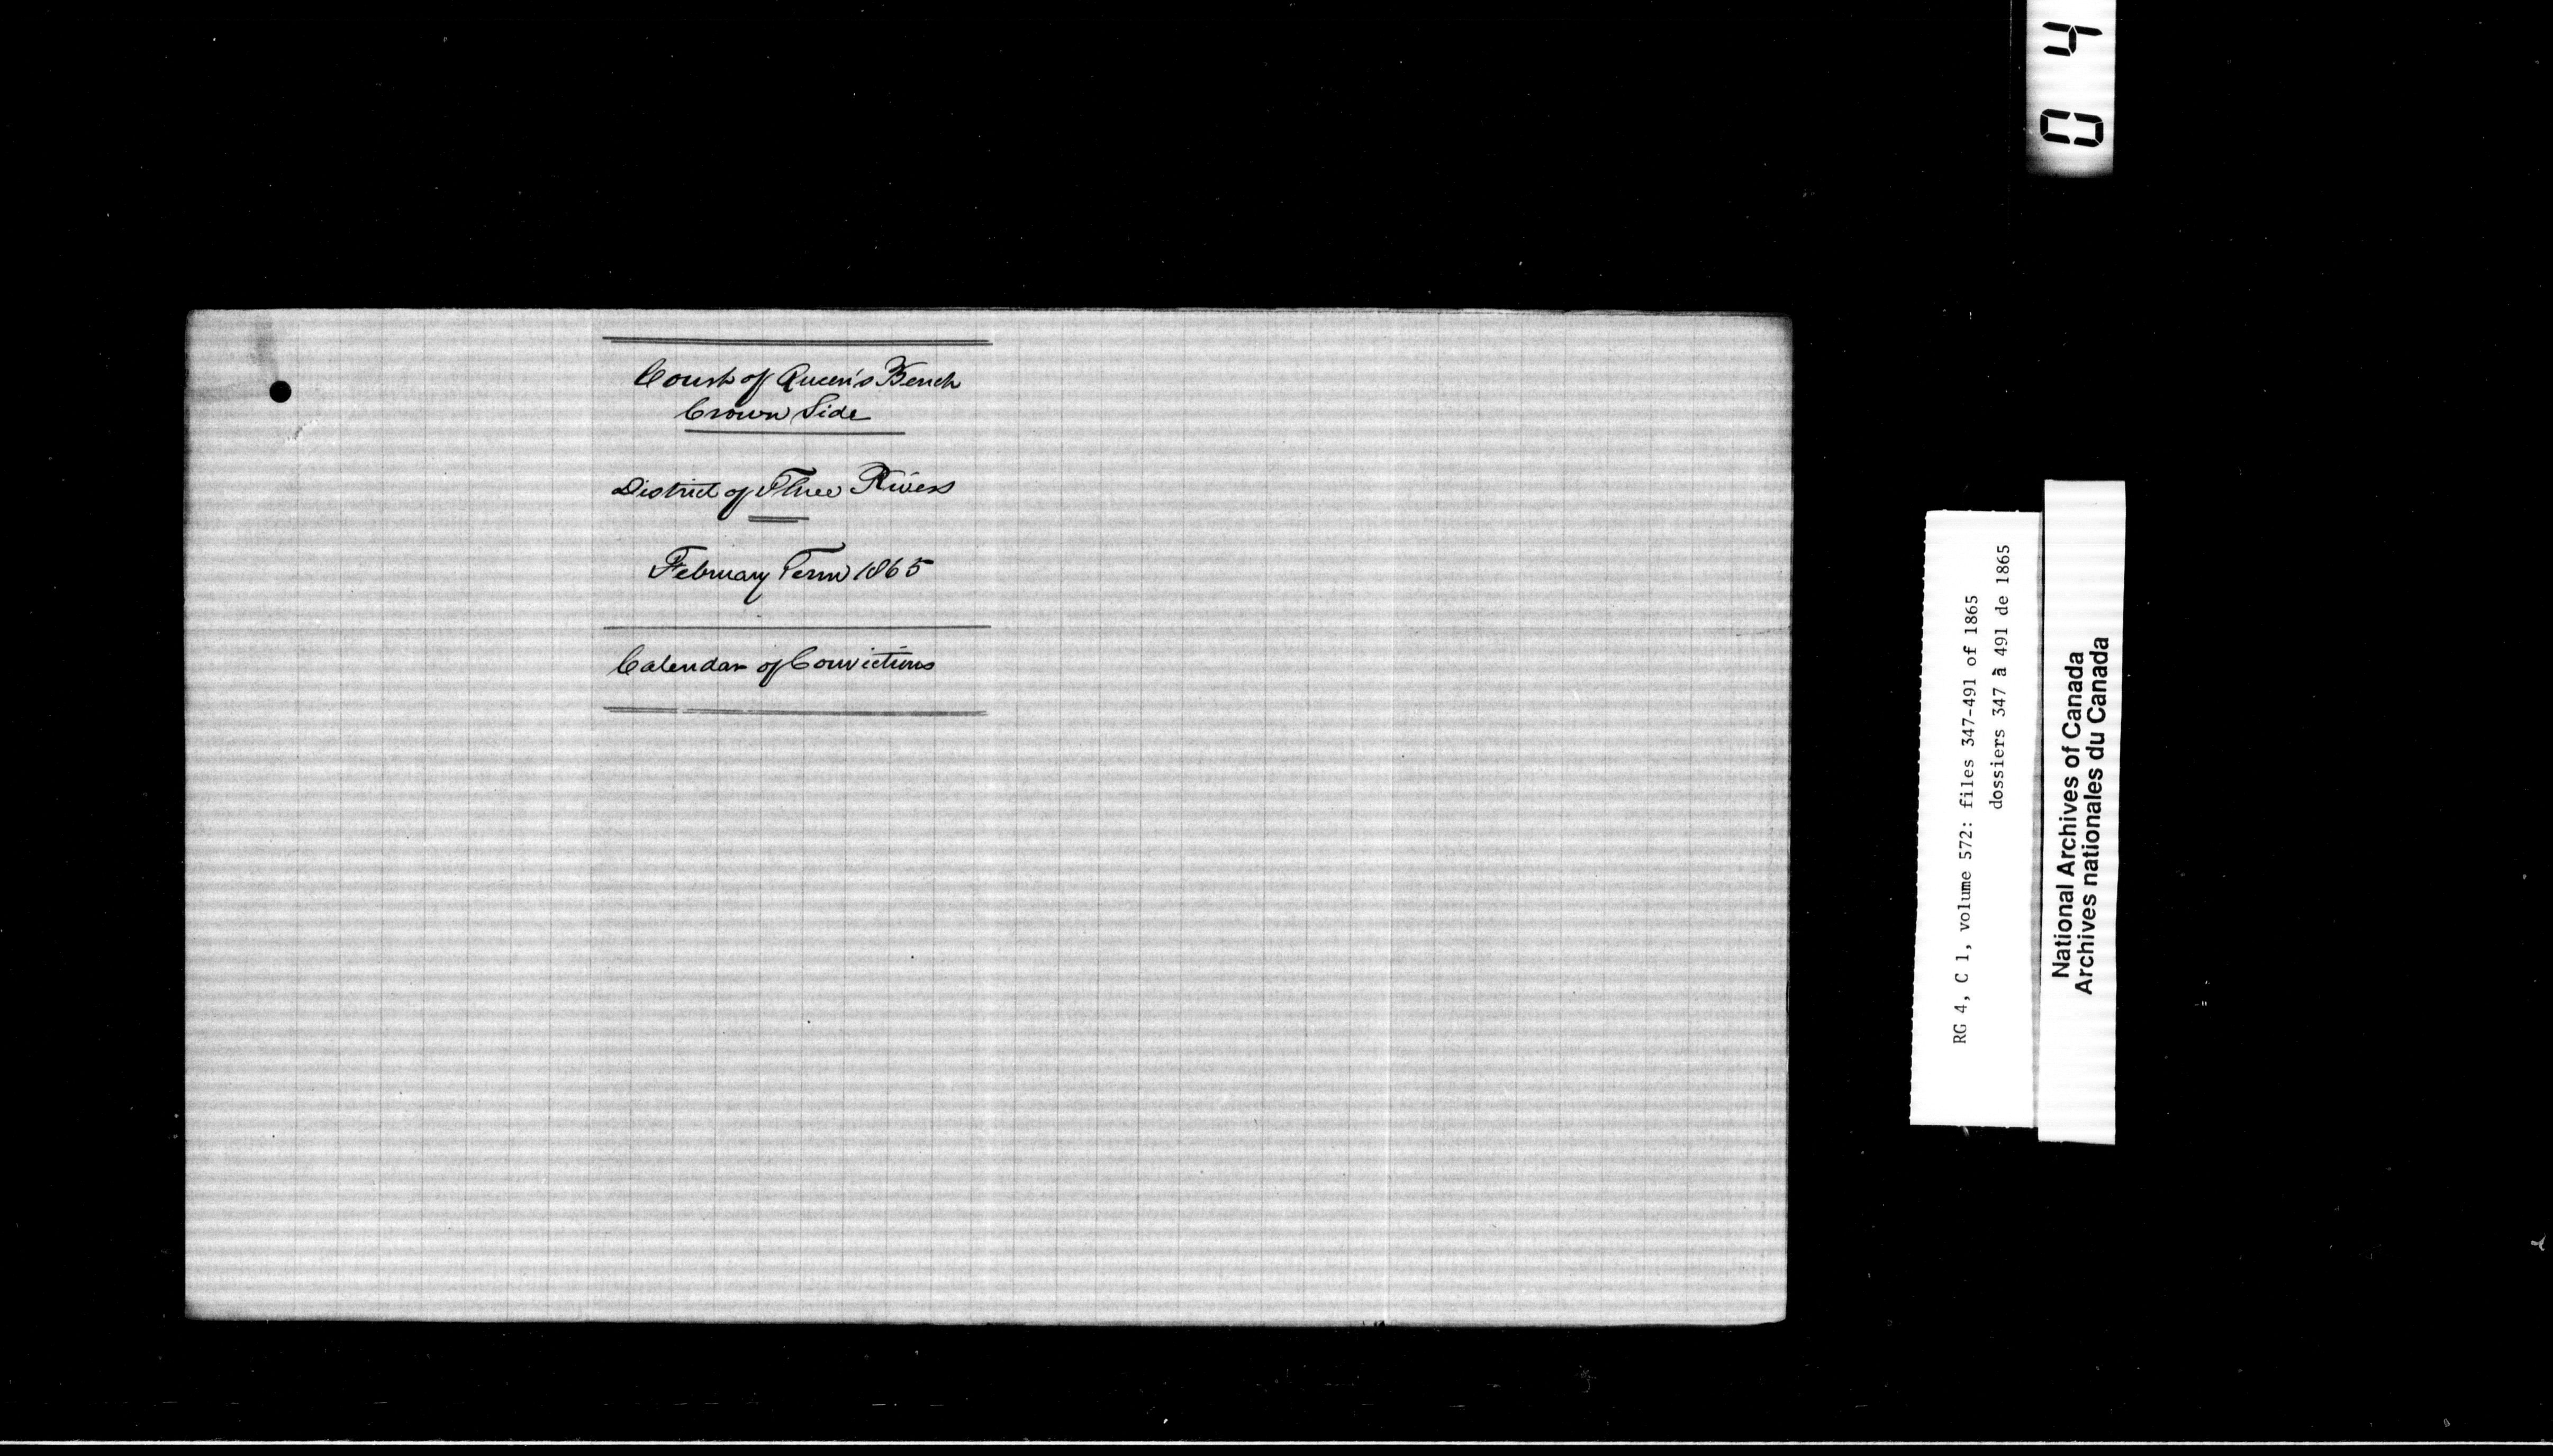 Court of Queen's Bench
Crown Side
District of Three Rivers
February Term 1865
Calendar of Convictions
RG 4, C 1, volume 572: files 347-491 of 1865
dossiers 347 à 491 de 1865
National Archives of Canada
Archives nationales du Canada
0 4